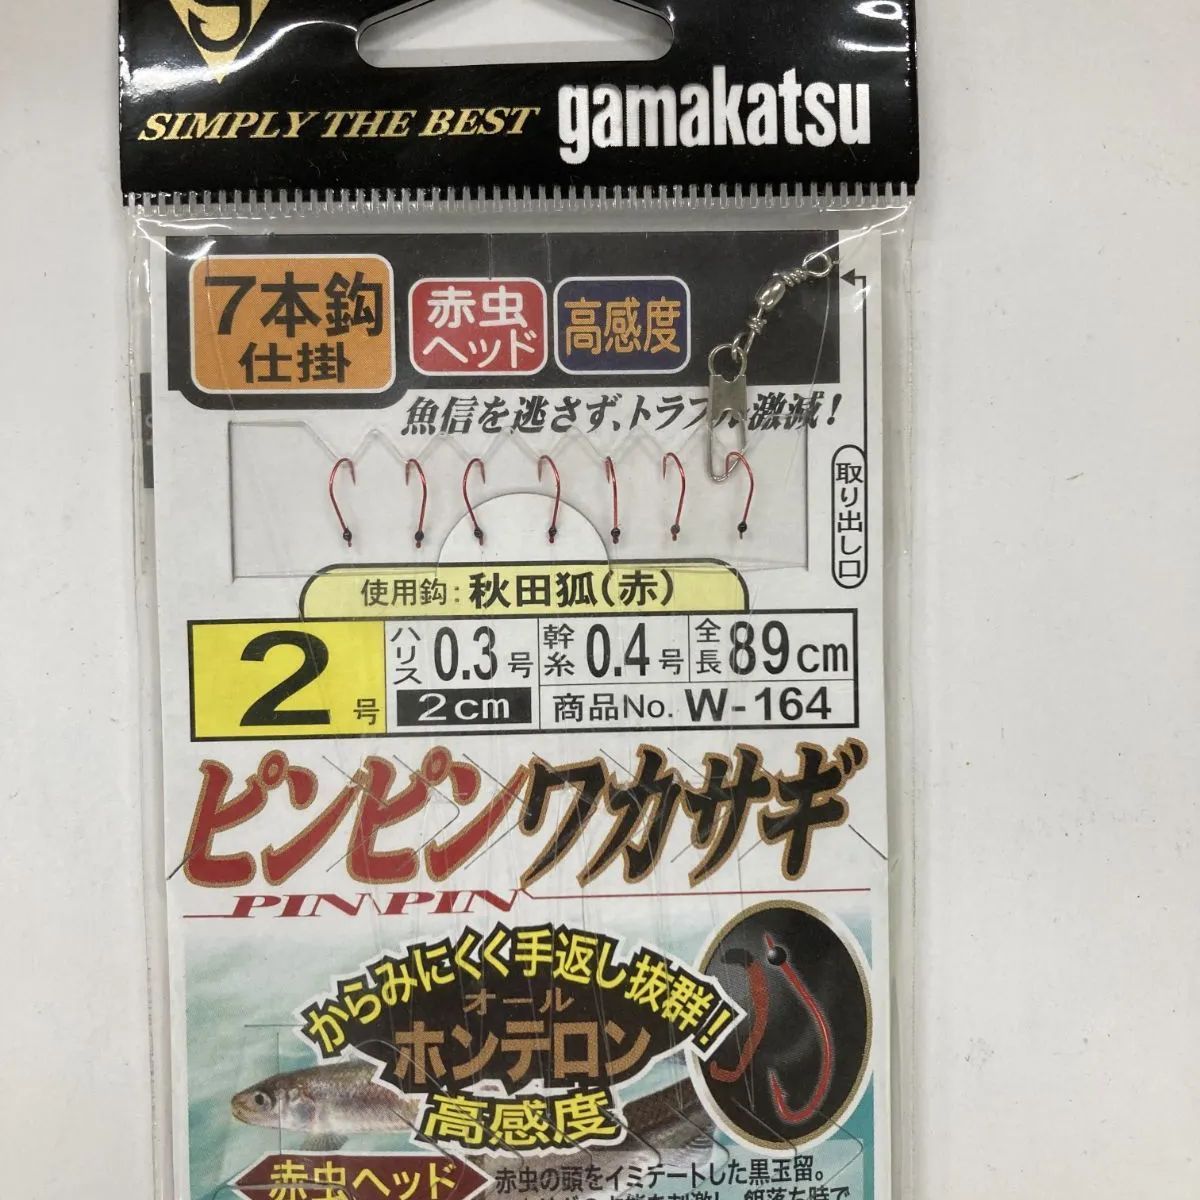 SIMPLY THE BEST gamakatsu
7本鈎
仕掛
赤虫
ヘッド
高感度
魚信を逃さず、トラブル激減!
取り出し口
使用鈎:秋田狐(赤)
2号
ハリス 0.3号
2cm
幹糸 0.4号
全長 89cm
商品No. W-164
ピンピンワカサギ
PIN PIN
からみにくく手返し抜群!
オール
ホンテロン
高感度
赤虫ヘッド
赤虫の頭をイミテートした黒玉留。